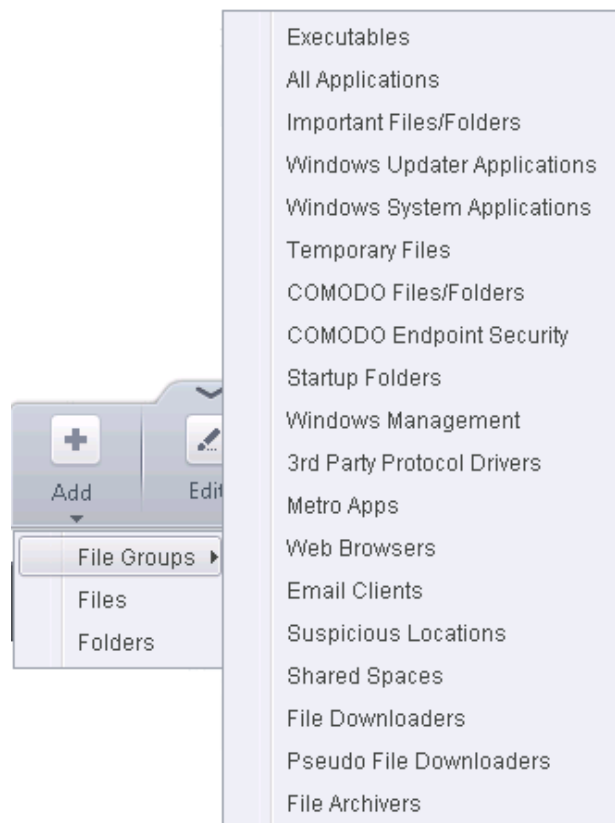 Executables
All Applications
Important Files/Folders
Windows Updater Applications
Windows System Applications
Temporary Files
COMODO Files/Folders
COMODO Endpoint Security
Startup Folders
Windows Management
3rd Party Protocol Drivers
Metro Apps
Web Browsers
Email Clients
Suspicious Locations
Shared Spaces
File Downloaders
Pseudo File Downloaders
File Archivers
Add
Edit
File Groups
Files
Folders